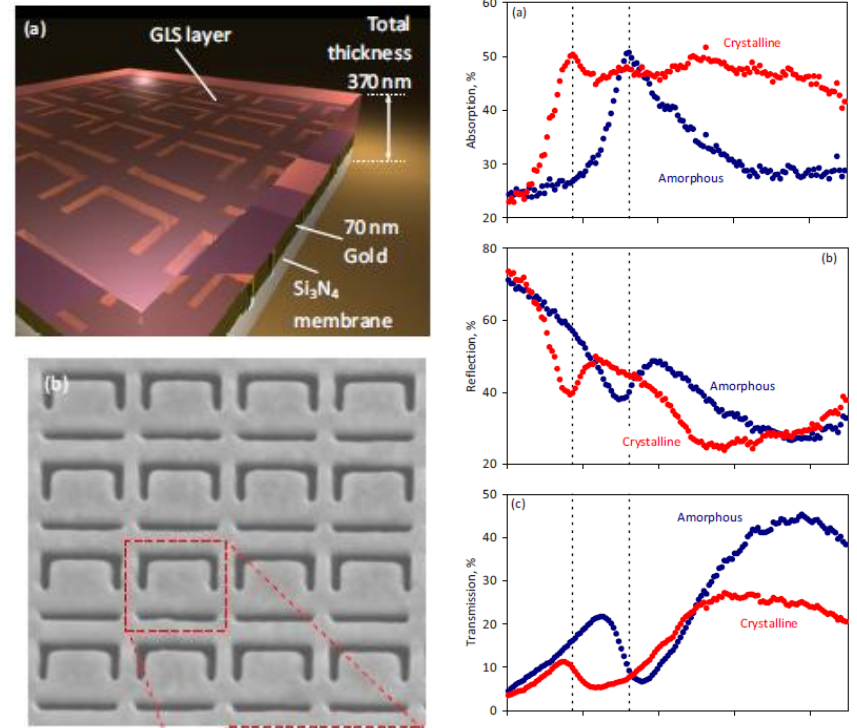 (a)
GLS layer
Total
thickness
370 nm
70 nm
Gold
Si₃N₄
membrane
(b)
(a)
60
50
40
30
20
Absorption, %
Crystalline
Amorphous
(b)
80
60
40
20
Reflection, %
Amorphous
Crystalline
(c)
50
40
30
20
10
0
Transmission, %
Amorphous
Crystalline